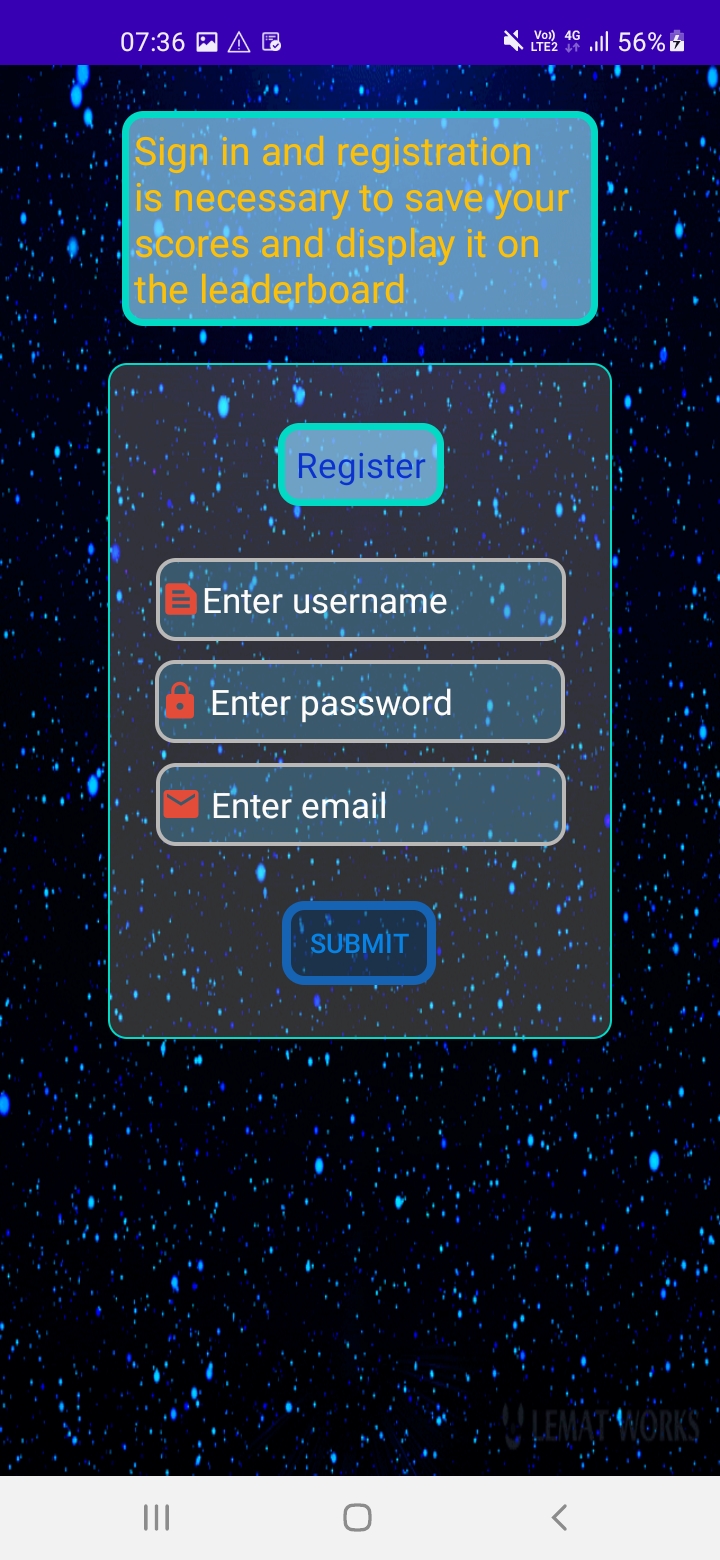 07:36
Vo)) 4G
LTE2
56%
Sign in and registration
is necessary to save your
scores and display it on
the leaderboard
Register
Enter username
Enter password
Enter email
SUBMIT
LEMAT WORKS